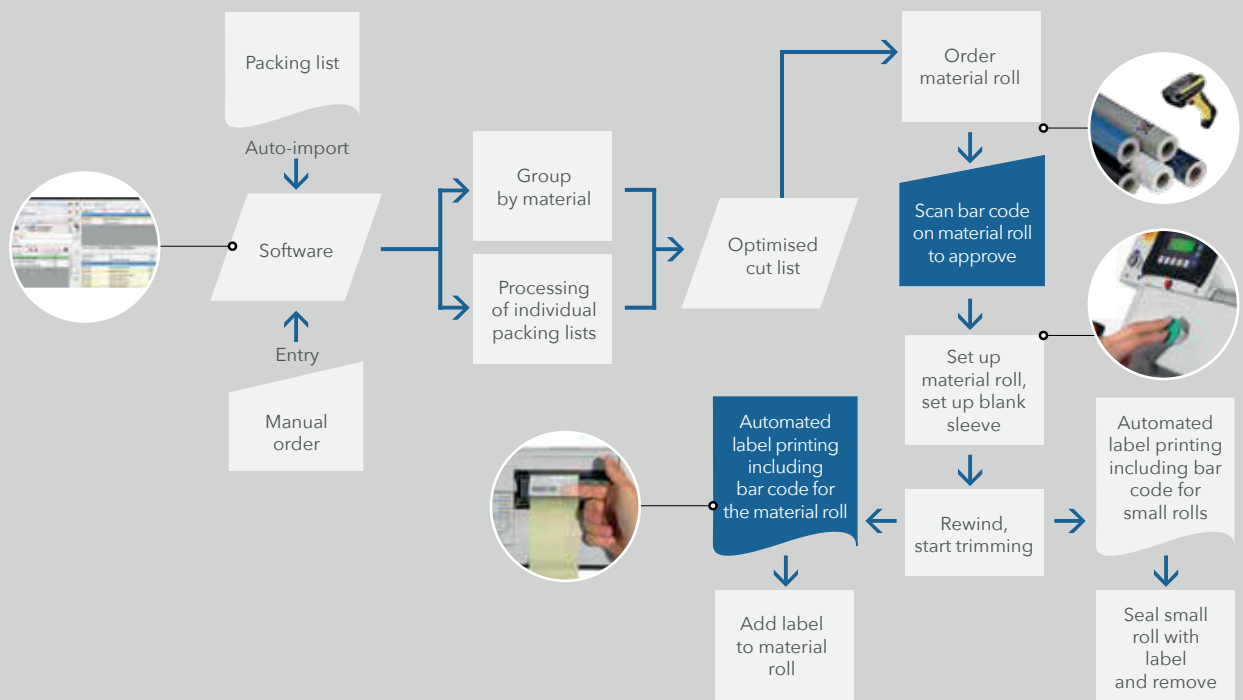 Packing list
Auto-import
Software
Entry
Manual
order
Group
by material
Processing
of individual
packing lists
Optimised
cut list
Order
material roll
Scan bar code
on material roll
to approve
Set up
material roll,
set up blank
sleeve
Rewind,
start trimming
Automated
label printing
including
bar code for
the material roll
Add label
to material
roll
Automated
label printing
including bar
code for
small rolls
Seal small
roll with
label
and remove